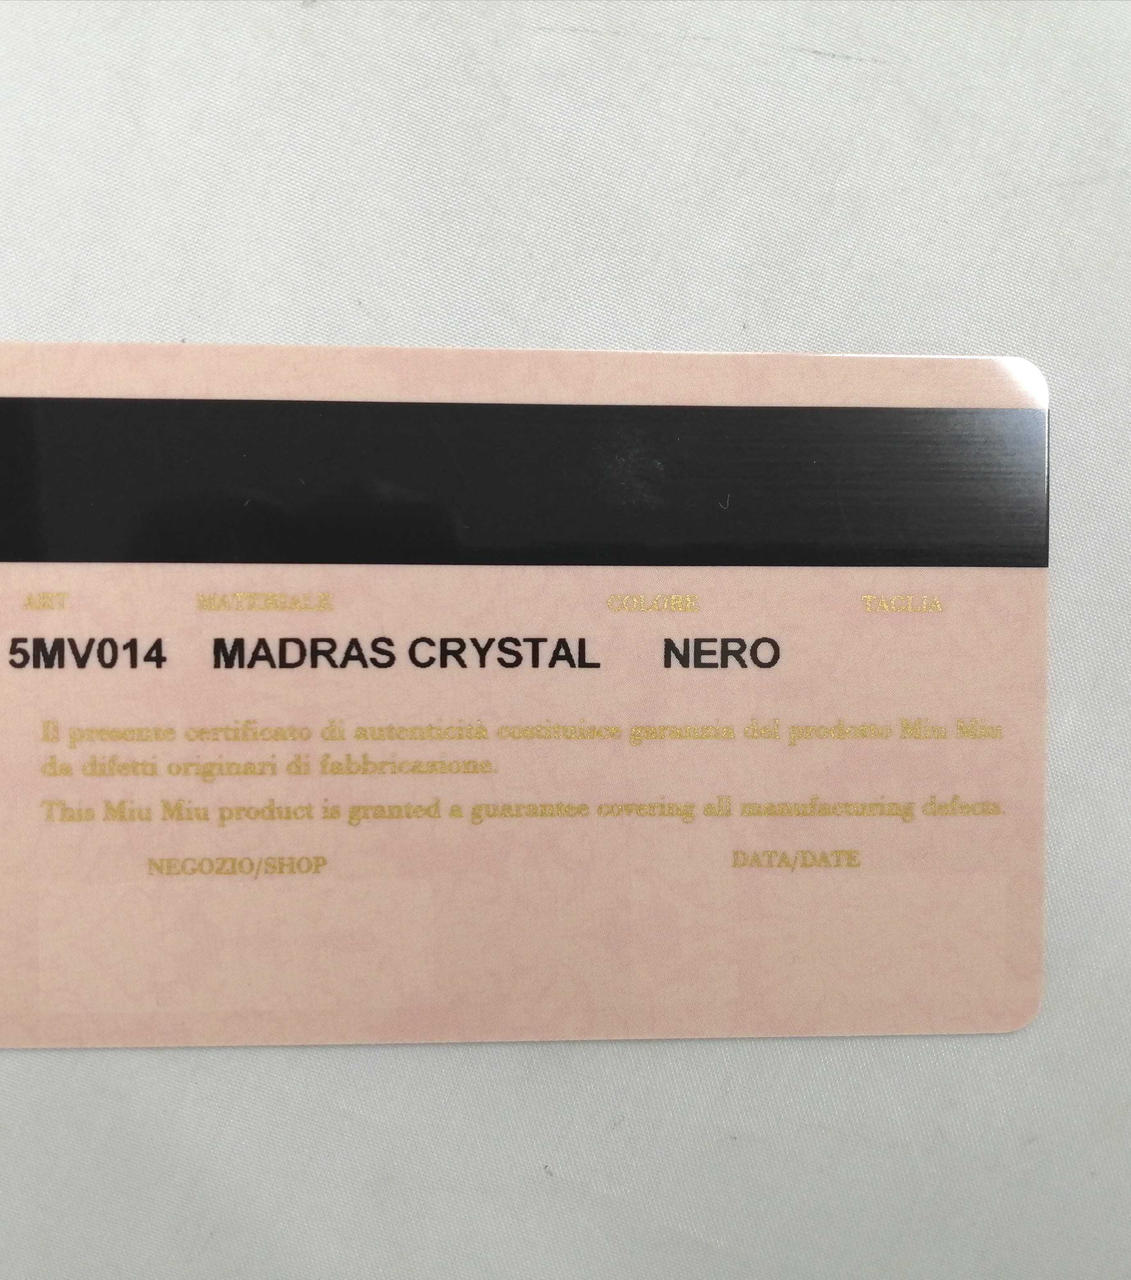 ART MATERIALE COLORE TAGLIA
5MV014 MADRAS CRYSTAL NERO
Il presente certificato di autenticità costituisce garanzia del prodotto Miu Miu
da difetti originari di fabbricazione.
This Miu Miu product is granted a guarantee covering all manufacturing defects.
NEGOZIO/SHOP DATA/DATE